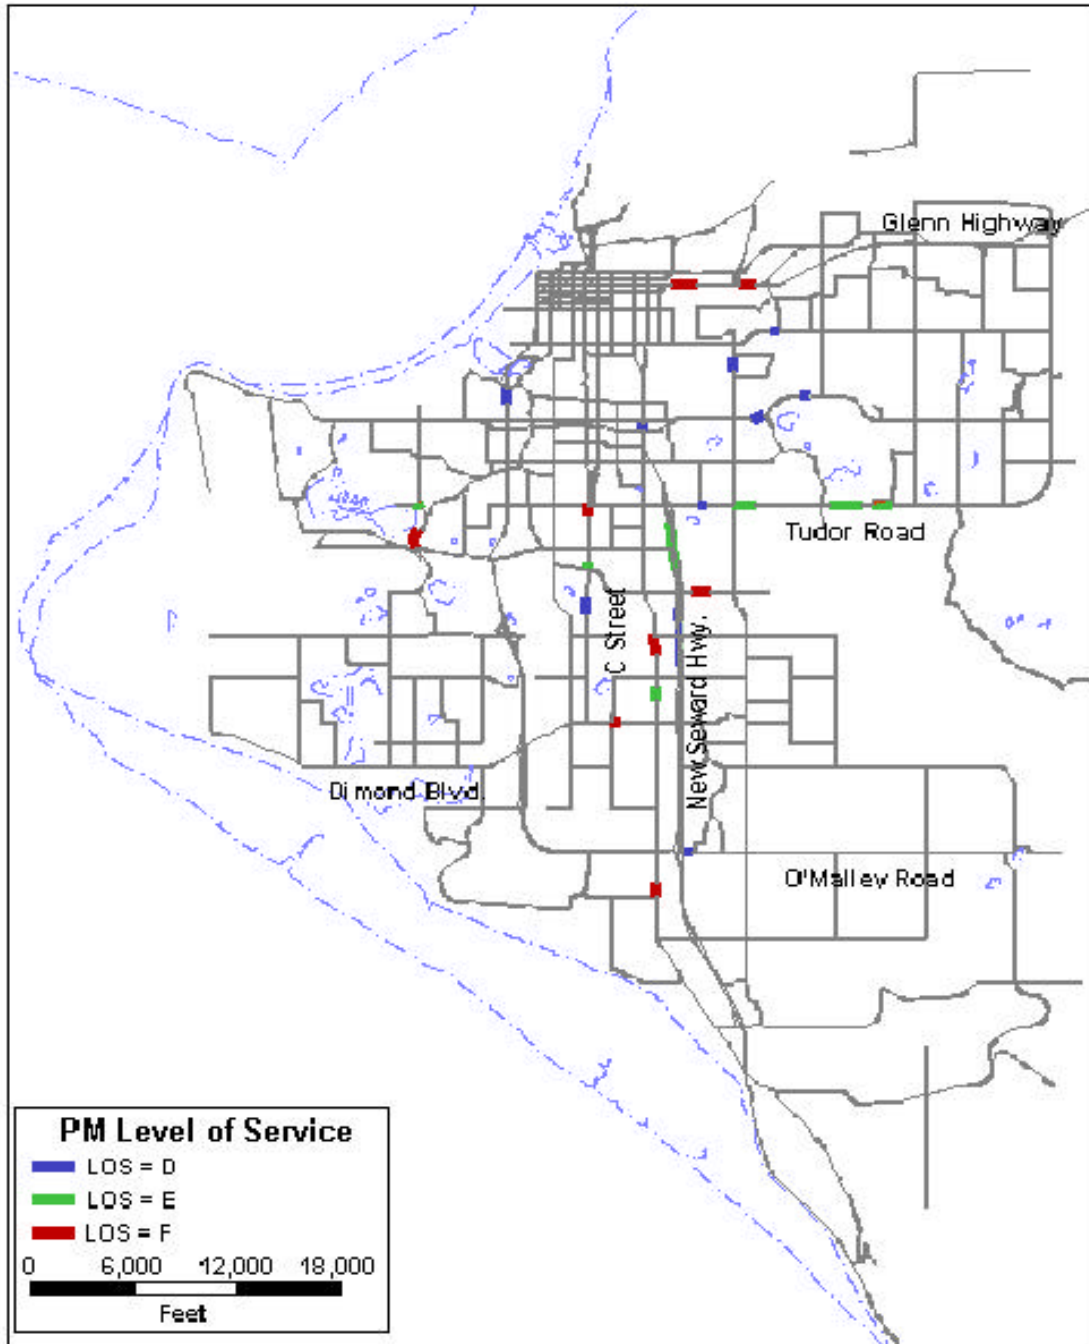 Glenn Highway
Tudor Road
C Street
New Seward Hwy.
Dimond Blvd.
O'Malley Road
PM Level of Service
LOS = D
LOS = E
LOS = F
0 6,000 12,000 18,000
Feet